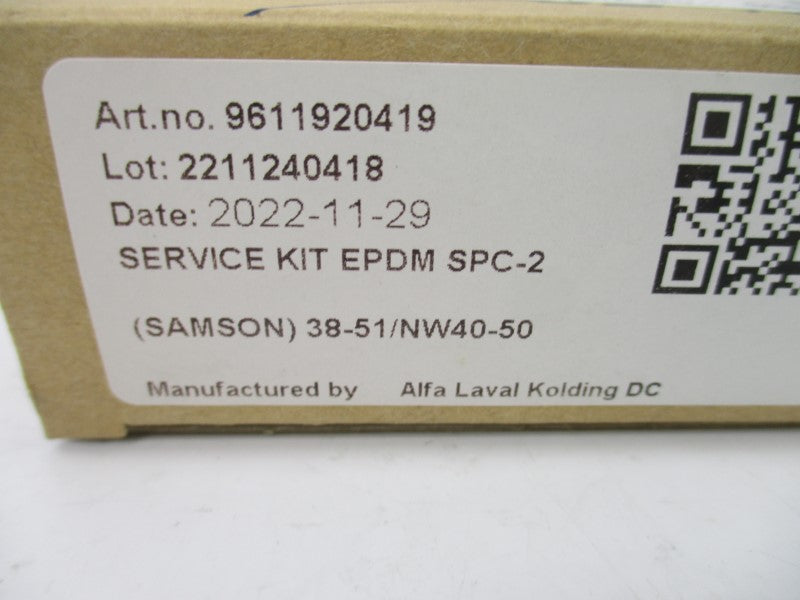 Art.no. 9611920419
Lot: 2211240418
Date: 2022-11-29
SERVICE KIT EPDM SPC-2
(SAMSON) 38-51/NW40-50
Manufactured by Alfa Laval Kolding DC